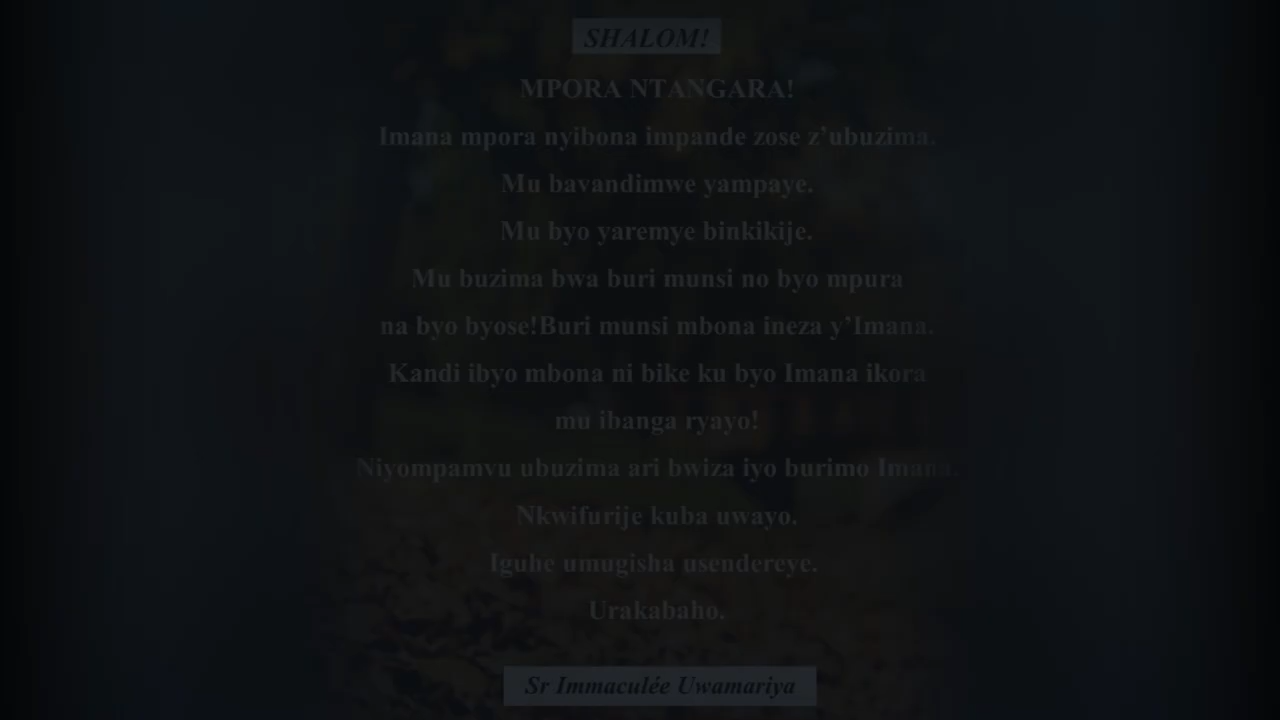 SHALOM!
MPORA NTANGARA!
Imana mpora nyibona impande zose z’ubuzima.
Mu bavandimwe yampaye.
Mu byo yaremye binkikije.
Mu buzima bwa buri munsi no byo mpura
na byo byose!Buri munsi mbona ineza y’Imana.
Kandi ibyo mbona ni bike ku byo Imana ikora
mu ibanga ryayo!
Niyompamvu ubuzima ari bwiza iyo burimo Imana.
Nkwifurije kuba uwayo.
Iguhe umugisha usendereye.
Urakabaho.
Sr Immaculée Uwamariya